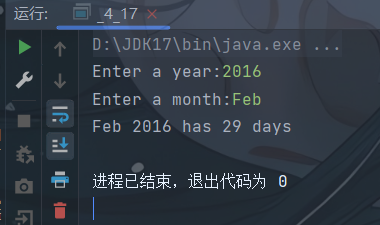 运行: _4_17
D:\JDK17\bin\java.exe ...
Enter a year:2016
Enter a month:Feb
Feb 2016 has 29 days
进程已结束，退出代码为 0